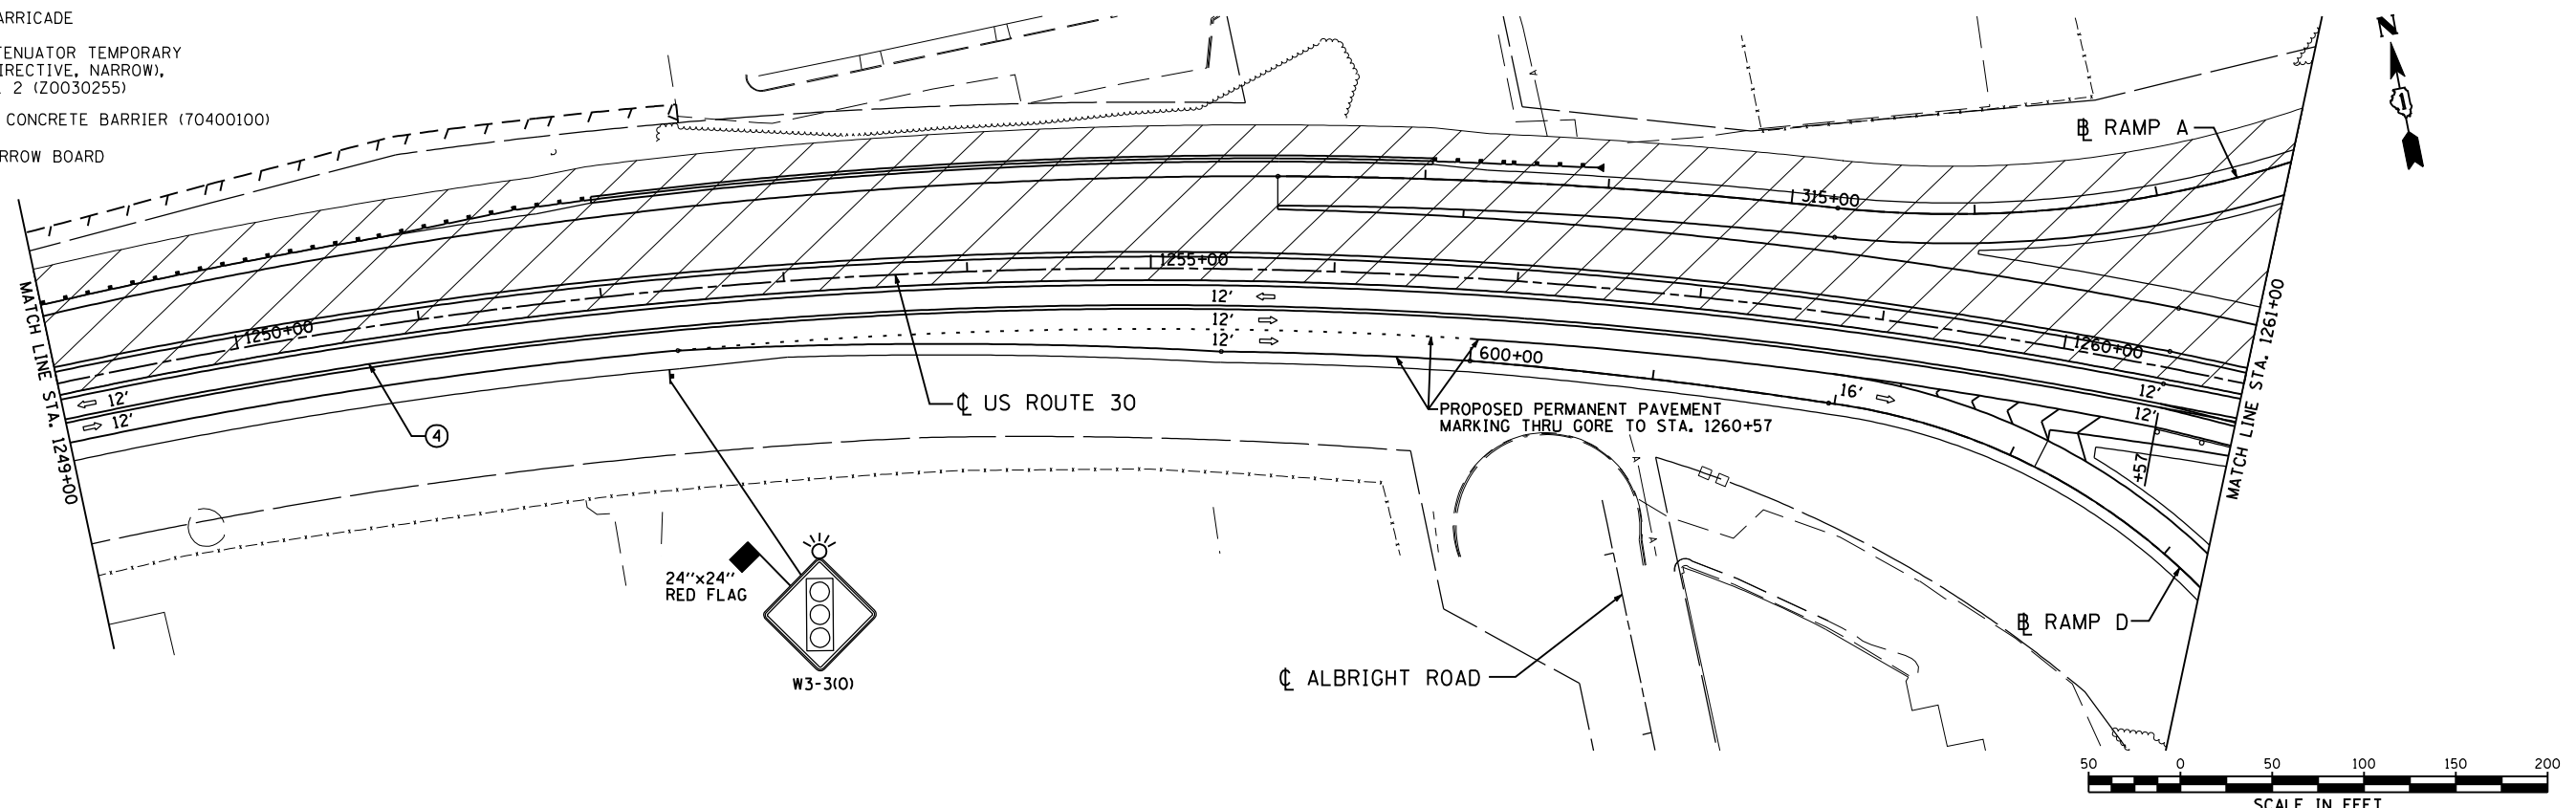 ARRICADE
TENUATOR TEMPORARY
IRECTIVE, NARROW),
2 (Z0030255)
CONCRETE BARRIER (70400100)
RROW BOARD
N
1
℄ RAMP A
315+00
1255+00
1250+00
12'
12'
12'
600+00
1260+00
MATCH LINE STA. 1249+00
12'
12'
4
℄ US ROUTE 30
PROPOSED PERMANENT PAVEMENT
MARKING THRU GORE TO STA. 1260+57
16'
12'
12'
+57
MATCH LINE STA. 1261+00
A
A
A
A
24"x24"
RED FLAG
W3-3(O)
℄ ALBRIGHT ROAD
℄ RAMP D
50 0 50 100 150 200
SCALE IN FEET